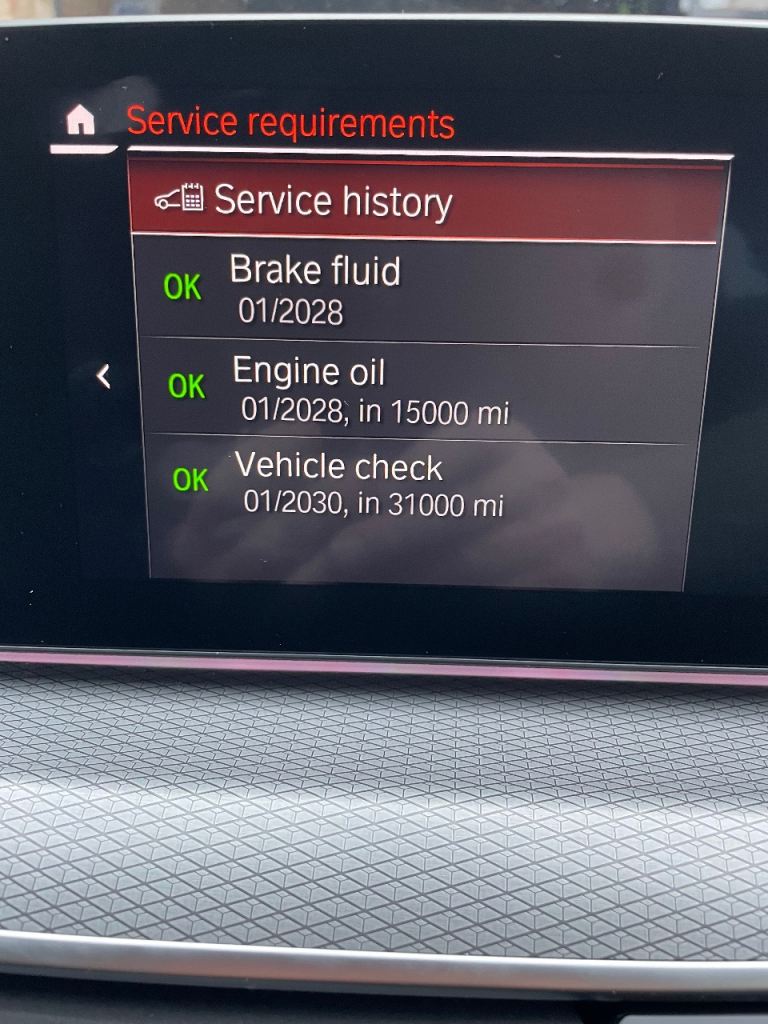 Service requirements
Service history
OK Brake fluid
01/2028
OK Engine oil
01/2028, in 15000 mi
OK Vehicle check
01/2030, in 31000 mi